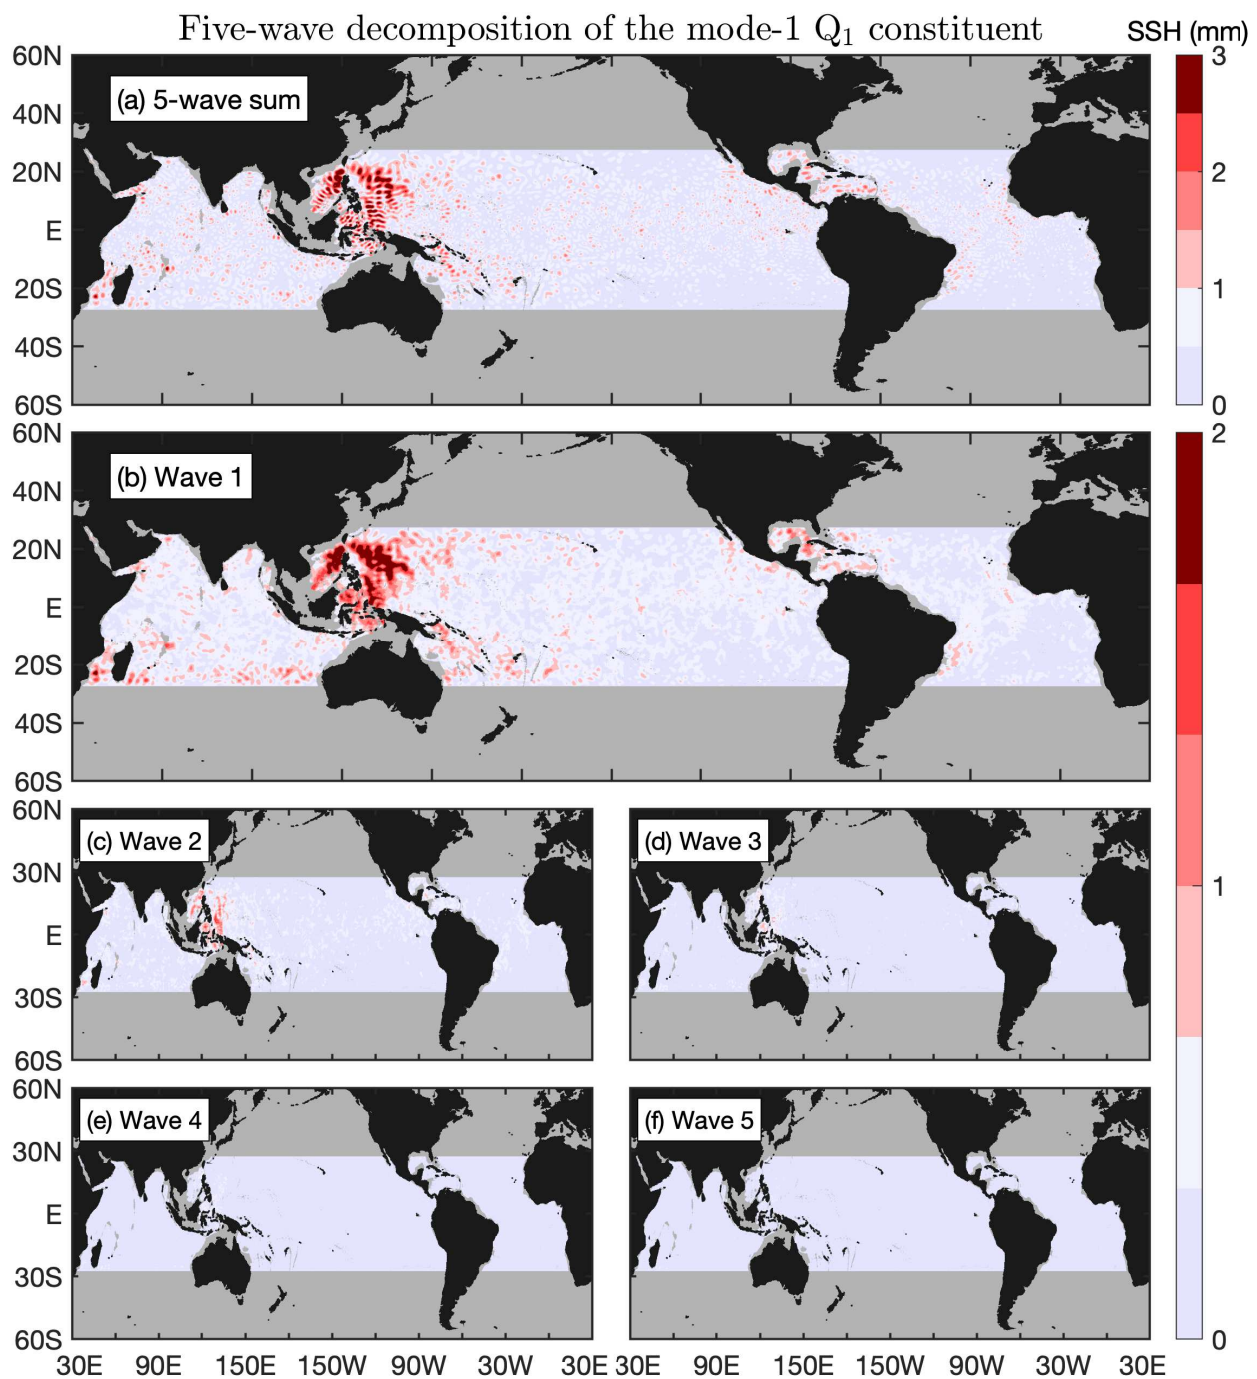 Five-wave decomposition of the mode-1 Q1 constituent
SSH (mm)
(a) 5-wave sum
60N
40N
20N
E
20S
40S
60S
3
2
1
0
(b) Wave 1
60N
40N
20N
E
20S
40S
60S
2
1
0
(c) Wave 2
60N
30N
E
30S
60S
(d) Wave 3
(e) Wave 4
60N
30N
E
30S
60S
(f) Wave 5
30E 90E 150E 150W 90W 30W 30E 30E 90E 150E 150W 90W 30W 30E